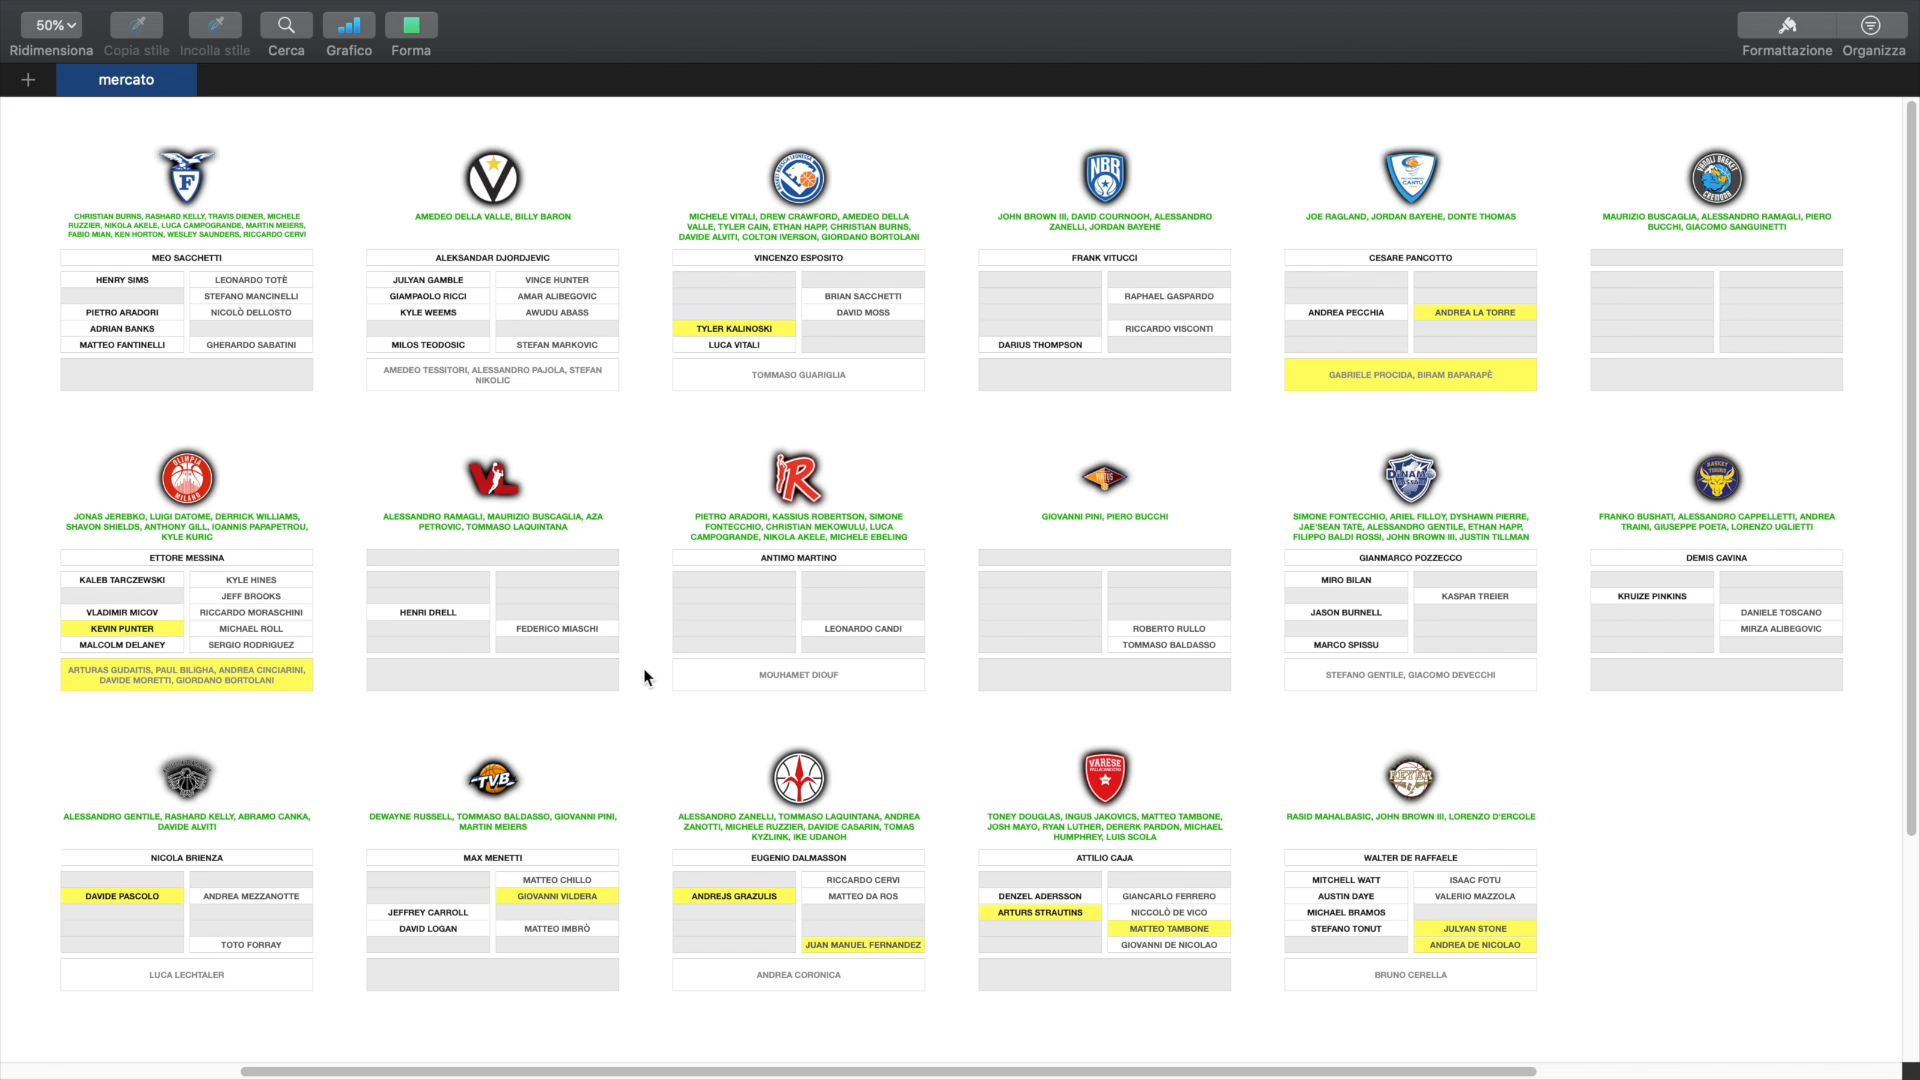 50%
Ridimensiona
Copia stile
Incolla stile
Cerca
Grafico
Forma
Formattazione
Organizza
mercato
F
CHRISTIAN BURNS, RASHARD KELLY, TRAVIS DIENER, MICHELE
RUZZIER, NIKOLA AKELE, LUCA CAMPOGRANDE, MARTIN MEIERS,
FABIO MIAN, KEN HORTON, WESLEY SAUNDERS, RICCARDO CERVI
MEO SACCHETTI
HENRY SIMS
LEONARDO TOTÈ
STEFANO MANCINELLI
PIETRO ARADORI
NICOLÒ DELLOSTO
ADRIAN BANKS
MATTEO FANTINELLI
GHERARDO SABATINI
V
AMEDEO DELLA VALLE, BILLY BARON
ALEKSANDAR DJORDJEVIC
JULYAN GAMBLE
VINCE HUNTER
GIAMPAOLO RICCI
AMAR ALIBEGOVIC
KYLE WEEMS
AWUDU ABASS
MILOS TEODOSIC
STEFAN MARKOVIC
AMEDEO TESSITORI, ALESSANDRO PAJOLA, STEFAN
NIKOLIC
MICHELE VITALI, DREW CRAWFORD, AMEDEO DELLA
VALLE, TYLER CAIN, ETHAN HAPP, CHRISTIAN BURNS,
DAVIDE ALVITI, COLTON IVERSON, GIORDANO BORTOLANI
VINCENZO ESPOSITO
BRIAN SACCHETTI
DAVID MOSS
TYLER KALINOSKI
LUCA VITALI
TOMMASO GUARIGLIA
NBB
JOHN BROWN III, DAVID COURNOOH, ALESSANDRO
ZANELLI, JORDAN BAYEHE
FRANK VITUCCI
RAPHAEL GASPARDO
RICCARDO VISCONTI
DARIUS THOMPSON
CANTÙ
JOE RAGLAND, JORDAN BAYEHE, DONTE THOMAS
CESARE PANCOTTO
ANDREA PECCHIA
ANDREA LA TORRE
GABRIELE PROCIDA, BIRAM BAPARAPÈ
VANOLI BASKET
CREMONA
MAURIZIO BUSCAGLIA, ALESSANDRO RAMAGLI, PIERO
BUCCHI, GIACOMO SANGUINETTI
OLIMPIA
MILANO
JONAS JEREBKO, LUIGI DATOME, DERRICK WILLIAMS,
SHAVON SHIELDS, ANTHONY GILL, IOANNIS PAPAPETROU,
KYLE KURIC
ETTORE MESSINA
KALEB TARCZEWSKI
KYLE HINES
JEFF BROOKS
VLADIMIR MICOV
RICCARDO MORASCHINI
KEVIN PUNTER
MICHAEL ROLL
MALCOLM DELANEY
SERGIO RODRIGUEZ
ARTURAS GUDAITIS, PAUL BILIGHA, ANDREA CINCIARINI,
DAVIDE MORETTI, GIORDANO BORTOLANI
VL
ALESSANDRO RAMAGLI, MAURIZIO BUSCAGLIA, AZA
PETROVIC, TOMMASO LAQUINTANA
HENRI DRELL
FEDERICO MIASCHI
R
PIETRO ARADORI, KASSIUS ROBERTSON, SIMONE
FONTECCHIO, CHRISTIAN MEKOWULU, LUCA
CAMPOGRANDE, NIKOLA AKELE, MICHELE EBELING
ANTIMO MARTINO
LEONARDO CANDI
MOUHAMET DIOUF
VIRTUS
GIOVANNI PINI, PIERO BUCCHI
ROBERTO RULLO
TOMMASO BALDASSO
DINAMO
SIMONE FONTECCHIO, ARIEL FILLOY, DYSHAWN PIERRE,
JAE'SEAN TATE, ALESSANDRO GENTILE, ETHAN HAPP,
FILIPPO BALDI ROSSI, JOHN BROWN III, JUSTIN TILLMAN
GIANMARCO POZZECCO
MIRO BILAN
KASPAR TREIER
JASON BURNELL
MARCO SPISSU
STEFANO GENTILE, GIACOMO DEVECCHI
BASKET
TORINO
FRANKO BUSHATI, ALESSANDRO CAPPELLETTI, ANDREA
TRAINI, GIUSEPPE POETA, LORENZO UGLIETTI
DEMIS CAVINA
KRUIZE PINKINS
DANIELE TOSCANO
MIRZA ALIBEGOVIC
ALESSANDRO GENTILE, RASHARD KELLY, ABRAMO CANKA,
DAVIDE ALVITI
NICOLA BRIENZA
DAVIDE PASCOLO
ANDREA MEZZANOTTE
TOTO FORRAY
LUCA LECHTALER
TVB
DEWAYNE RUSSELL, TOMMASO BALDASSO, GIOVANNI PINI,
MARTIN MEIERS
MAX MENETTI
MATTEO CHILLO
GIOVANNI VILDERA
JEFFREY CARROLL
DAVID LOGAN
MATTEO IMBRÒ
ALESSANDRO ZANELLI, TOMMASO LAQUINTANA, ANDREA
ZANOTTI, MICHELE RUZZIER, DAVIDE CASARIN, TOMAS
KYZLINK, IKE UDANOH
EUGENIO DALMASSON
RICCARDO CERVI
ANDREJS GRAZULIS
MATTEO DA ROS
JUAN MANUEL FERNANDEZ
ANDREA CORONICA
VARESE
TONEY DOUGLAS, INGUS JAKOVICS, MATTEO TAMBONE,
JOSH MAYO, RYAN LUTHER, DERERK PARDON, MICHAEL
HUMPHREY, LUIS SCOLA
ATTILIO CAJA
DENZEL ADERSSON
GIANCARLO FERRERO
ARTURS STRAUTINS
NICCOLÒ DE VICO
MATTEO TAMBONE
GIOVANNI DE NICOLAO
REYER
RASID MAHALBASIC, JOHN BROWN III, LORENZO D'ERCOLE
WALTER DE RAFFAELE
MITCHELL WATT
ISAAC FOTU
AUSTIN DAYE
VALERIO MAZZOLA
MICHAEL BRAMOS
STEFANO TONUT
JULYAN STONE
ANDREA DE NICOLAO
BRUNO CERELLA